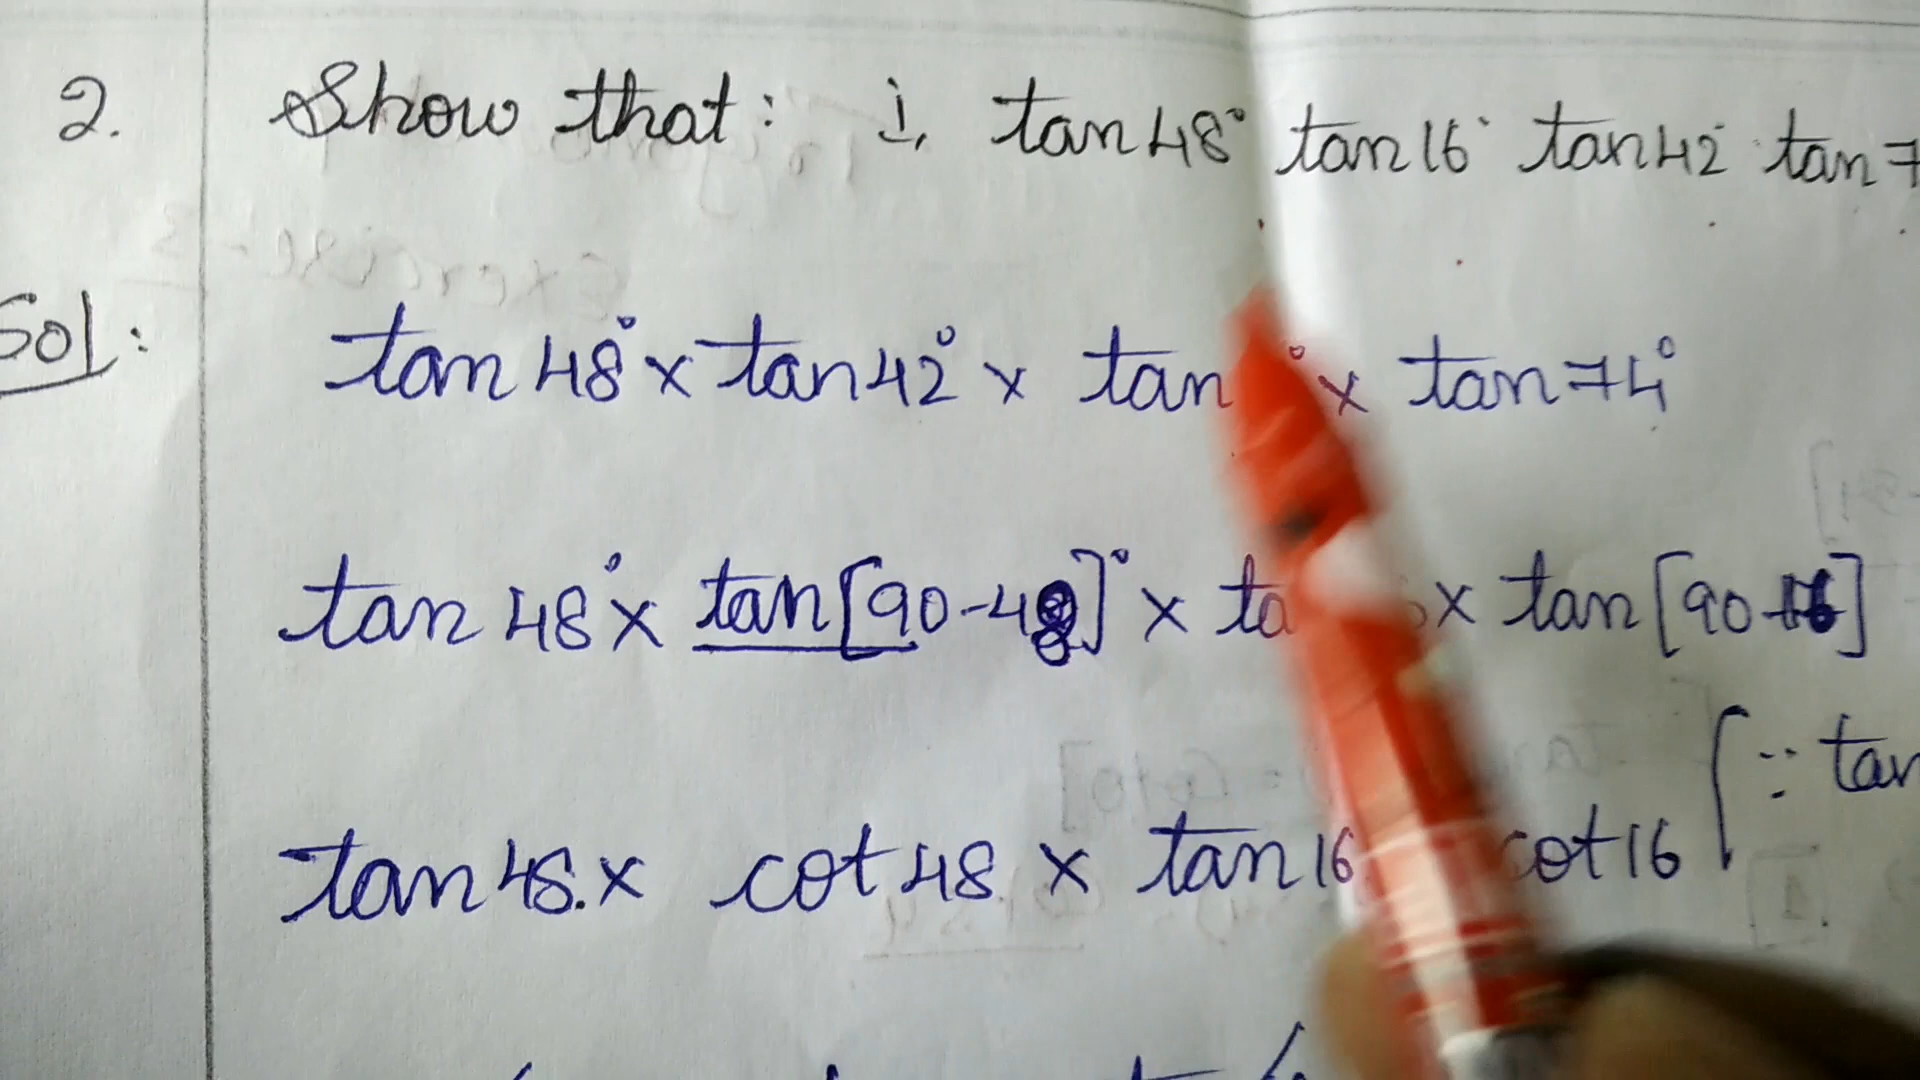 2. Show that: i, tan48° tan16° tan42° tan7
Sol: tan48° x tan42° x tan ° x tan74°
tan48° x tan[90-48]° x ta x tan[90-16]
[∵ tan
tan48. x cot48 x tan16 cot16